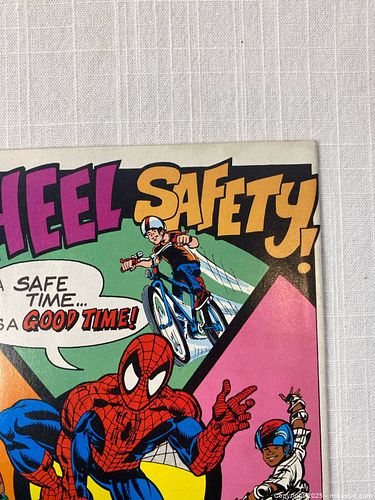 HEEL SAFETY!
A SAFE
TIME...
S A GOOD TIME!